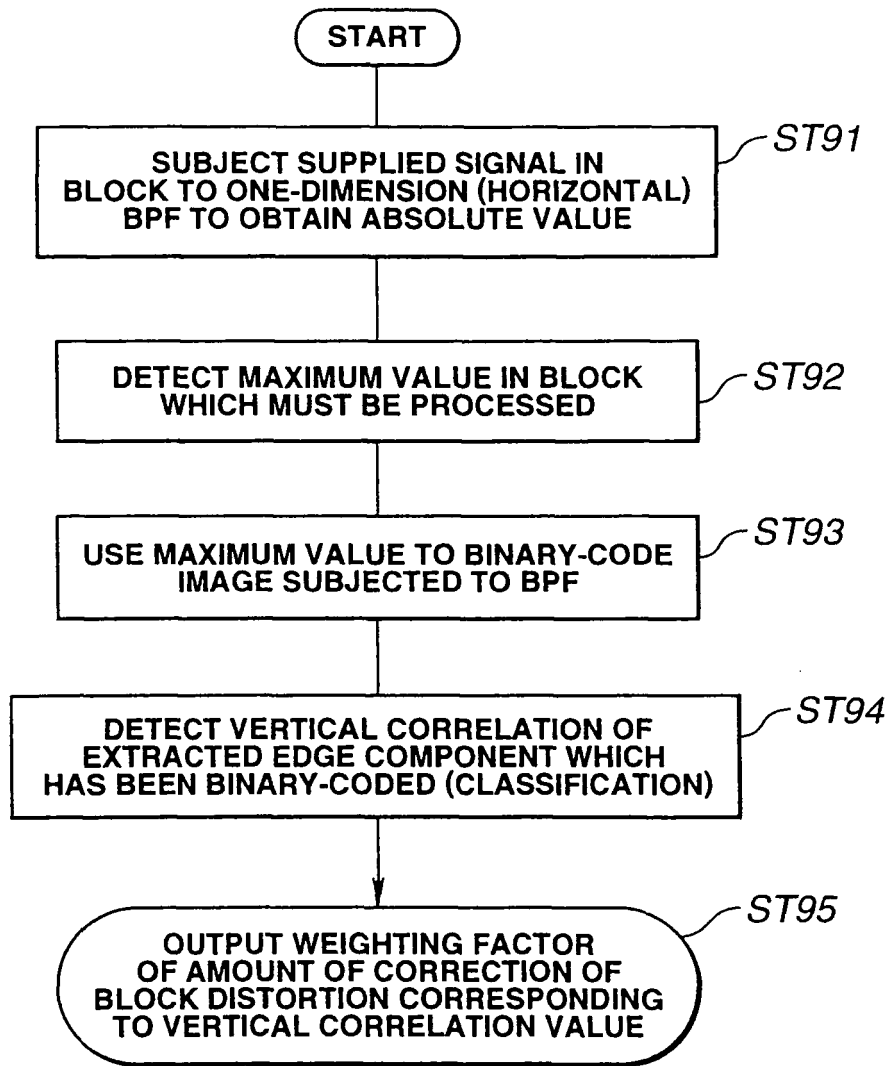 START
SUBJECT SUPPLIED SIGNAL IN
BLOCK TO ONE-DIMENSION (HORIZONTAL)
BPF TO OBTAIN ABSOLUTE VALUE
ST91
DETECT MAXIMUM VALUE IN BLOCK
WHICH MUST BE PROCESSED
ST92
USE MAXIMUM VALUE TO BINARY-CODE
IMAGE SUBJECTED TO BPF
ST93
DETECT VERTICAL CORRELATION OF
EXTRACTED EDGE COMPONENT WHICH
HAS BEEN BINARY-CODED (CLASSIFICATION)
ST94
OUTPUT WEIGHTING FACTOR
OF AMOUNT OF CORRECTION OF
BLOCK DISTORTION CORRESPONDING
TO VERTICAL CORRELATION VALUE
ST95